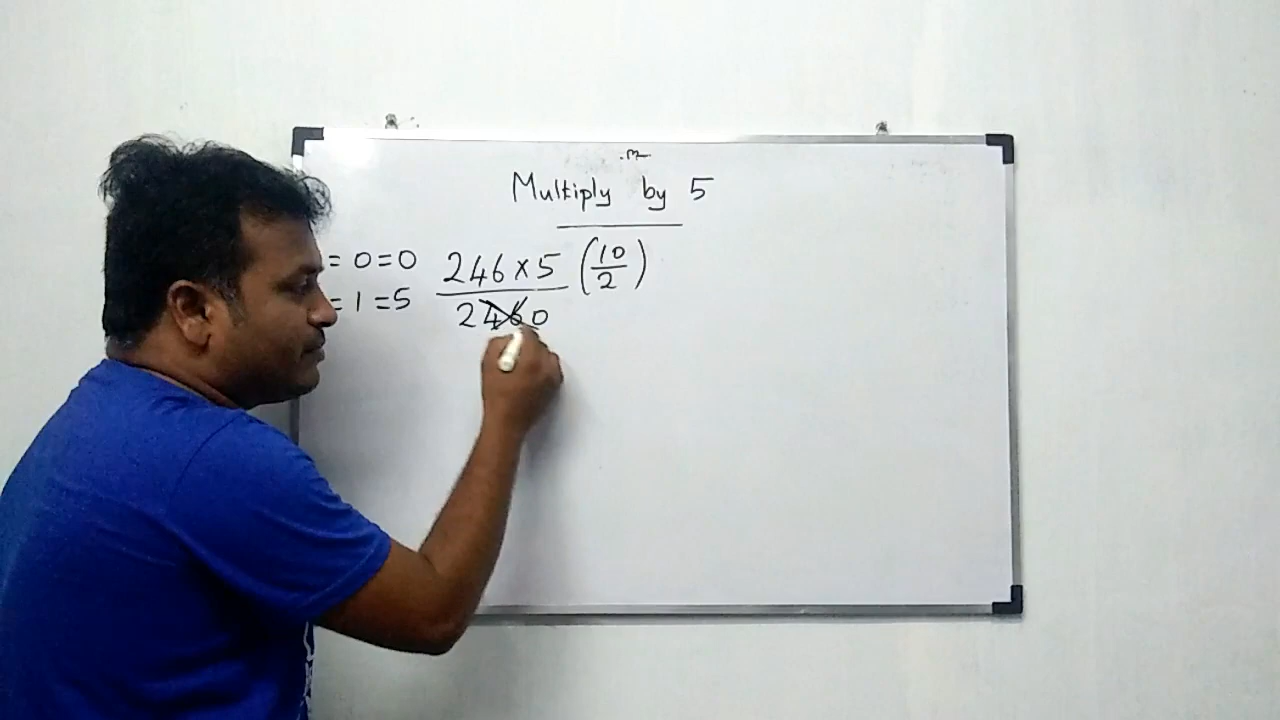 Multiply by 5
= 0 = 0
246 x 5 (10/2)
= 1 = 5
2460